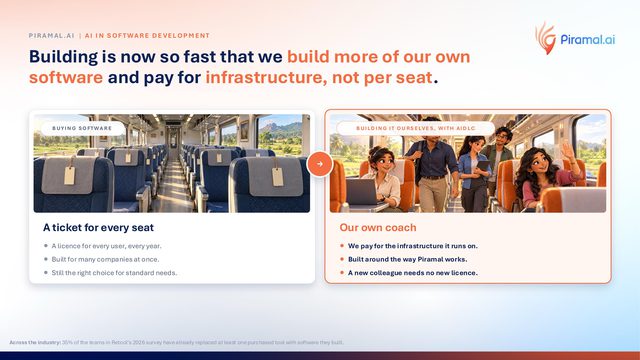 PIRAMAL.AI | AI IN SOFTWARE DEVELOPMENT
Piramal.ai
Building is now so fast that we build more of our own
software and pay for infrastructure, not per seat.
BUYING SOFTWARE
A ticket for every seat
A licence for every user, every year.
Built for many companies at once.
Still the right choice for standard needs.
BUILDING IT OURSELVES, WITH AIDLC
Our own coach
We pay for the infrastructure it runs on.
Built around the way Piramal works.
A new colleague needs no new licence.
Across the industry: 35% of the teams in Retool's 2026 survey have already replaced at least one purchased tool with software they built.